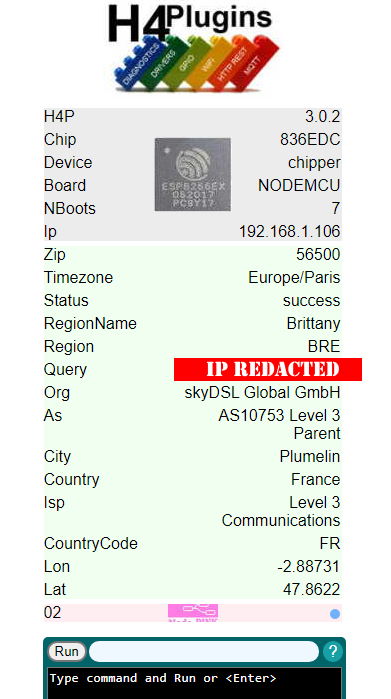 H4Plugins
DIAGNOSTICS
DRIVERS
GPIO
WiFi
HTTP REST
MQTT
H4P 3.0.2
Chip 836EDC
Device chipper
Board NODEMCU
NBoots 7
Ip 192.168.1.106
ESP8266EX
082017
PC9Y17
Zip 56500
Timezone Europe/Paris
Status success
RegionName Brittany
Region BRE
Query IP REDACTED
Org skyDSL Global GmbH
As AS10753 Level 3
Parent
City Plumelin
Country France
Isp Level 3
Communications
CountryCode FR
Lon -2.88731
Lat 47.8622
02
Run ?
Type command and Run or <Enter>